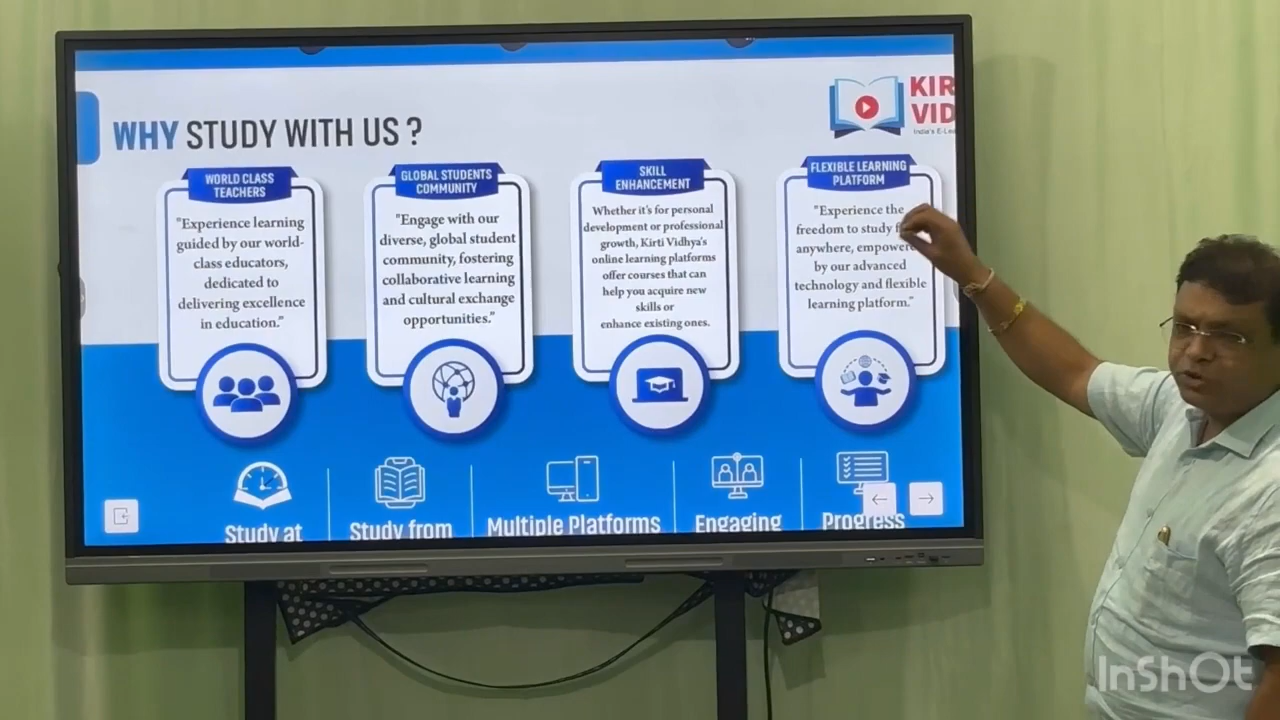 WHY STUDY WITH US ?
KIR
VID
India's E-Lea
WORLD CLASS
TEACHERS
"Experience learning
guided by our world-
class educators,
dedicated to
delivering excellence
in education."
GLOBAL STUDENTS
COMMUNITY
"Engage with our
diverse, global student
community, fostering
collaborative learning
and cultural exchange
opportunities."
SKILL
ENHANCEMENT
Whether it's for personal
development or professional
growth, Kirti Vidhya's
online learning platforms
offer courses that can
help you acquire new
skills or
enhance existing ones.
FLEXIBLE LEARNING
PLATFORM
"Experience the
freedom to study
anywhere, empowere
by our advanced
technology and flexible
learning platform."
Study at
Study from
Multiple Platforms
Engaging
Progress
InShOt